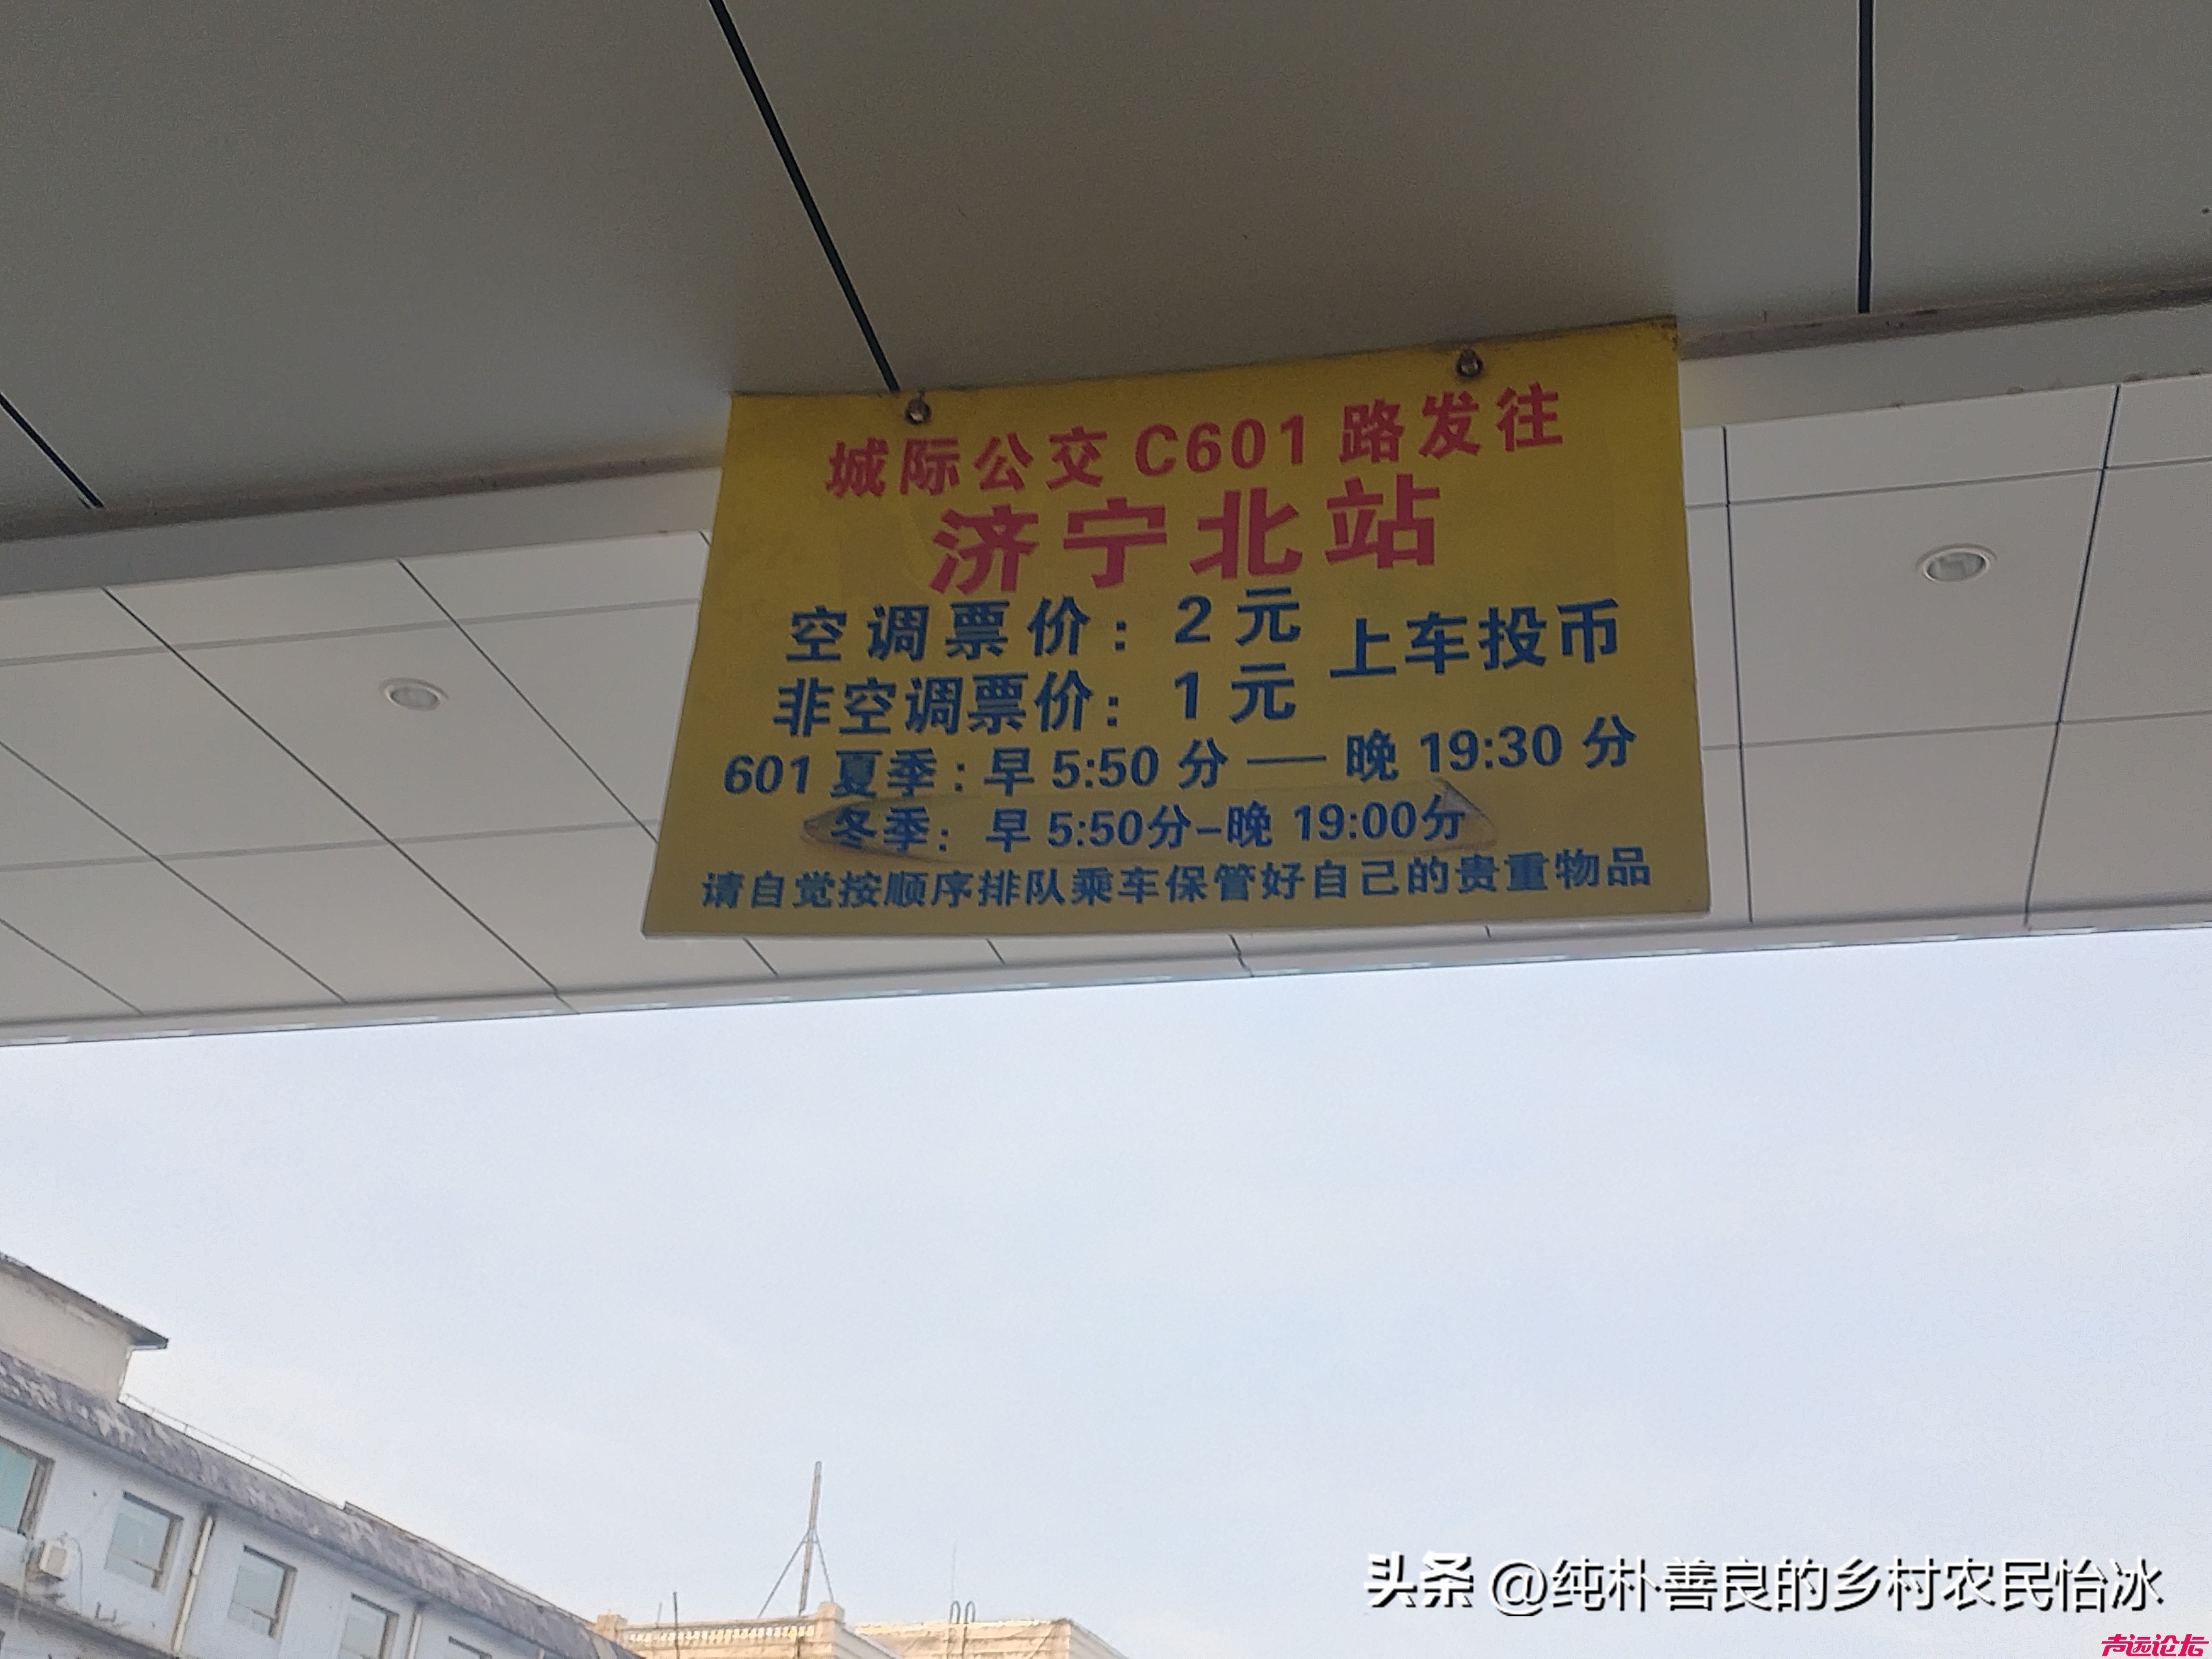 城际公交 C601 路发往
济宁北站
空调票价: 2 元 上车投币
非空调票价: 1 元
601 夏季: 早 5:50 分 —— 晚 19:30 分
冬季: 早 5:50分-晚 19:00分
请自觉按顺序排队乘车保管好自己的贵重物品
头条 @纯朴善良的乡村农民怡冰
声远论坛